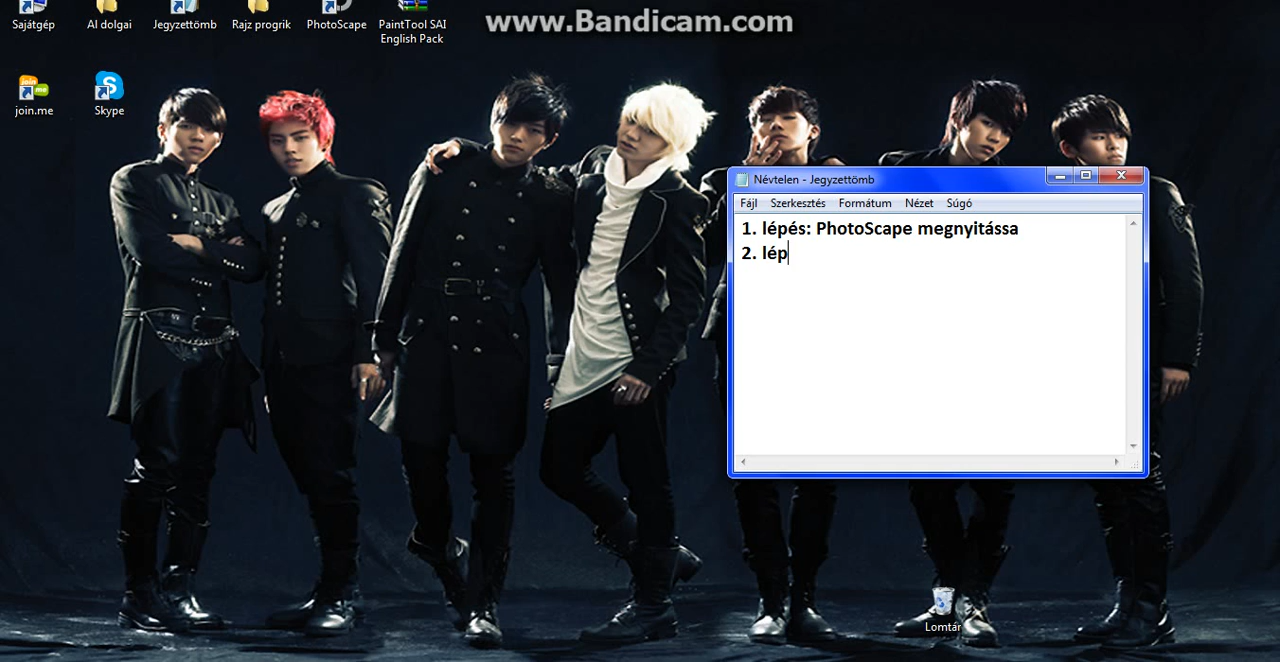 www.Bandicam.com
Sajátgép
Al dolgai
Jegyzettömb
Rajz progrik
PhotoScape
PaintTool SAI
English Pack
join.me
Skype
Névtelen - Jegyzettömb
Fájl Szerkesztés Formátum Nézet Súgó
1. lépés: PhotoScape megnyitássa
2. lép
Lomtár